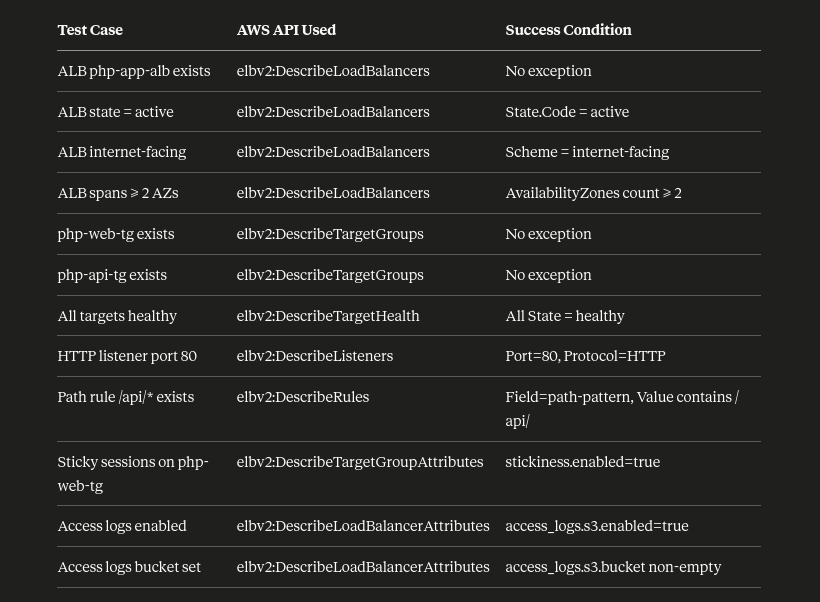 Test Case AWS API Used Success Condition
ALB php-app-alb exists elbv2:DescribeLoadBalancers No exception
ALB state = active elbv2:DescribeLoadBalancers State.Code = active
ALB internet-facing elbv2:DescribeLoadBalancers Scheme = internet-facing
ALB spans ≥ 2 AZs elbv2:DescribeLoadBalancers AvailabilityZones count ≥ 2
php-web-tg exists elbv2:DescribeTargetGroups No exception
php-api-tg exists elbv2:DescribeTargetGroups No exception
All targets healthy elbv2:DescribeTargetHealth All State = healthy
HTTP listener port 80 elbv2:DescribeListeners Port=80, Protocol=HTTP
Path rule /api/* exists elbv2:DescribeRules Field=path-pattern, Value contains /
api/
Sticky sessions on php- elbv2:DescribeTargetGroupAttributes stickiness.enabled=true
web-tg
Access logs enabled elbv2:DescribeLoadBalancerAttributes access_logs.s3.enabled=true
Access logs bucket set elbv2:DescribeLoadBalancerAttributes access_logs.s3.bucket non-empty